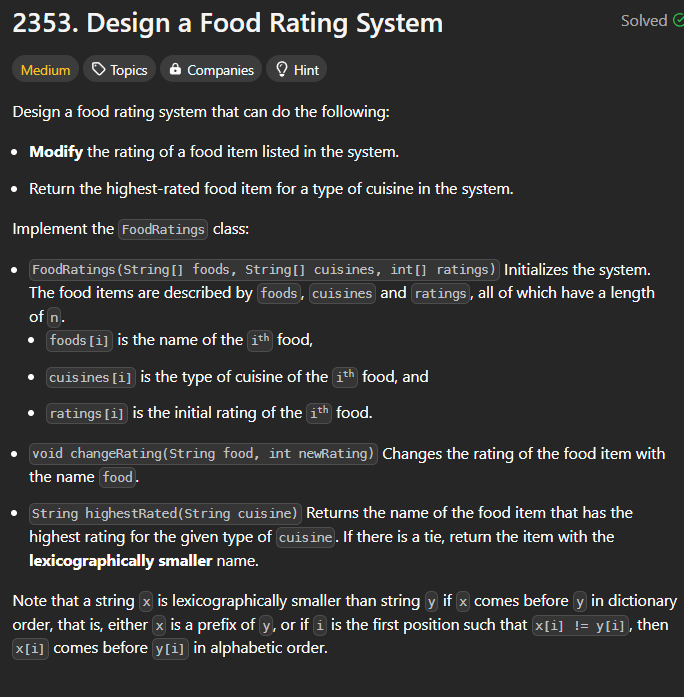 2353. Design a Food Rating System
Solved
Medium
Topics
Companies
Hint
Design a food rating system that can do the following:
• Modify the rating of a food item listed in the system.
• Return the highest-rated food item for a type of cuisine in the system.
Implement the FoodRatings class:
• FoodRatings(String[] foods, String[] cuisines, int[] ratings) Initializes the system.
The food items are described by foods, cuisines and ratings, all of which have a length
of n.
• foods[i] is the name of the ith food,
• cuisines[i] is the type of cuisine of the ith food, and
• ratings[i] is the initial rating of the ith food.
• void changeRating(String food, int newRating) Changes the rating of the food item with
the name food.
• String highestRated(String cuisine) Returns the name of the food item that has the
highest rating for the given type of cuisine. If there is a tie, return the item with the
lexicographically smaller name.
Note that a string x is lexicographically smaller than string y if x comes before y in dictionary
order, that is, either x is a prefix of y, or if i is the first position such that x[i] != y[i], then
x[i] comes before y[i] in alphabetic order.